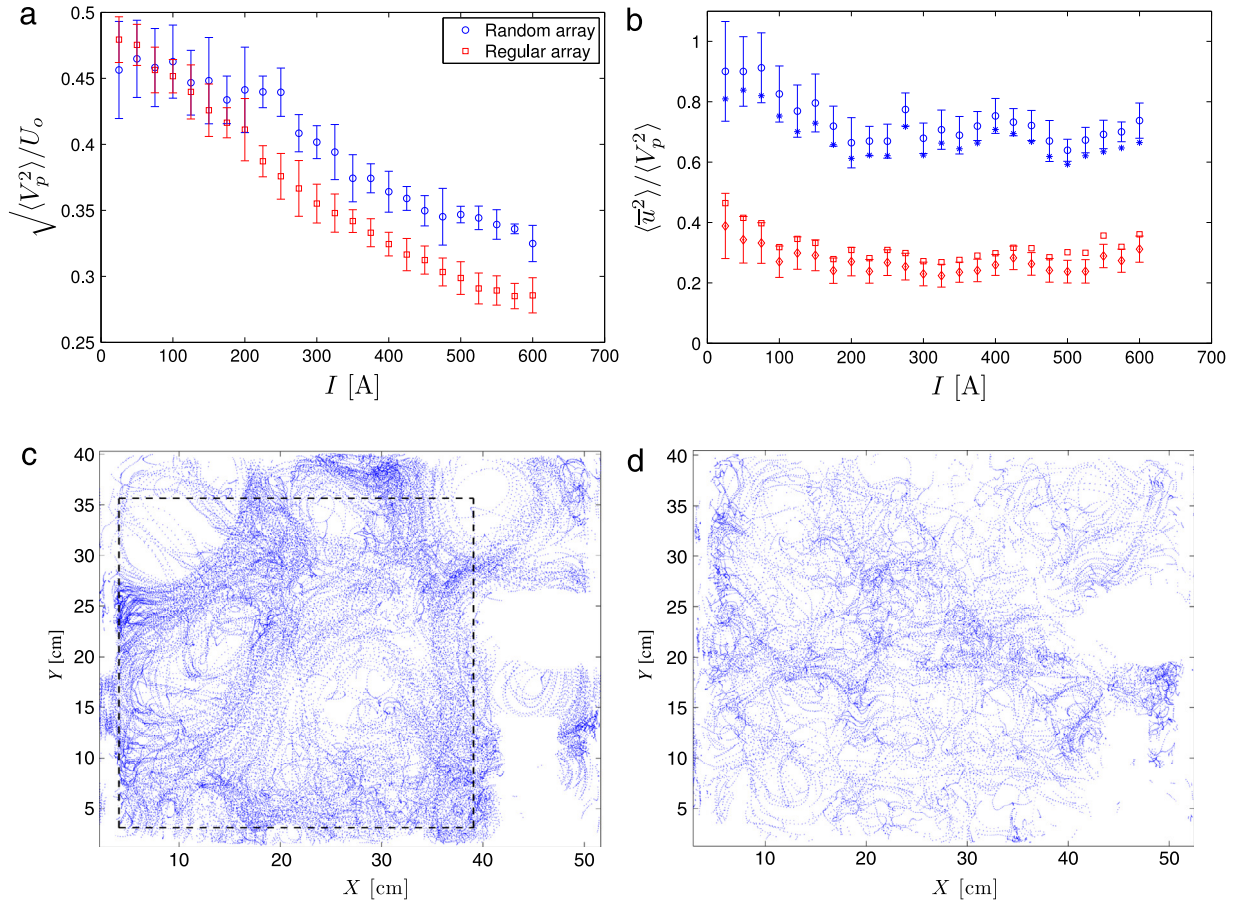 a
0.5
0.45
0.4
0.35
0.3
0.25
0 100 200 300 400 500 600 700
√⟨V_p^2⟩/U_o
I [A]
Random array
Regular array
b
1
0.8
0.6
0.4
0.2
0
0 100 200 300 400 500 600 700
⟨u̅^2⟩/⟨V_p^2⟩
I [A]
c
40
35
30
25
20
15
10
5
10 20 30 40 50
Y [cm]
X [cm]
d
40
35
30
25
20
15
10
5
10 20 30 40 50
Y [cm]
X [cm]